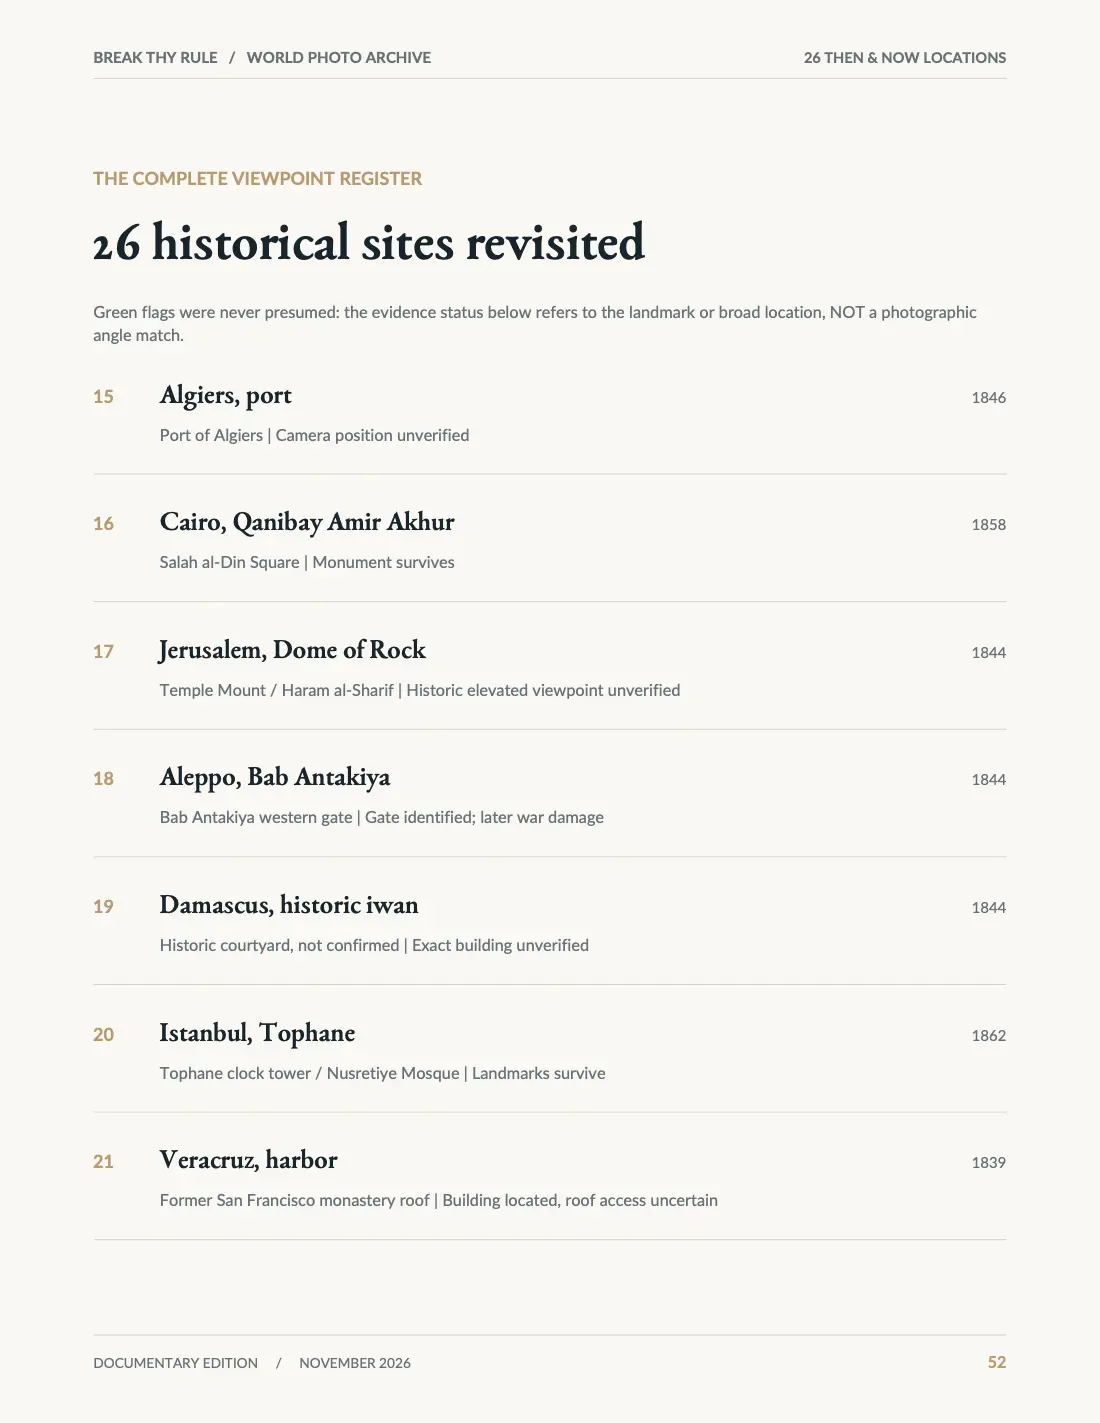 BREAK THY RULE / WORLD PHOTO ARCHIVE
26 THEN & NOW LOCATIONS
THE COMPLETE VIEWPOINT REGISTER
26 historical sites revisited
Green flags were never presumed: the evidence status below refers to the landmark or broad location, NOT a photographic
angle match.
15 Algiers, port 1846
Port of Algiers | Camera position unverified
16 Cairo, Qanibay Amir Akhur 1858
Salah al-Din Square | Monument survives
17 Jerusalem, Dome of Rock 1844
Temple Mount / Haram al-Sharif | Historic elevated viewpoint unverified
18 Aleppo, Bab Antakiya 1844
Bab Antakiya western gate | Gate identified; later war damage
19 Damascus, historic iwan 1844
Historic courtyard, not confirmed | Exact building unverified
20 Istanbul, Tophane 1862
Tophane clock tower / Nusretiye Mosque | Landmarks survive
21 Veracruz, harbor 1839
Former San Francisco monastery roof | Building located, roof access uncertain
DOCUMENTARY EDITION / NOVEMBER 2026
52